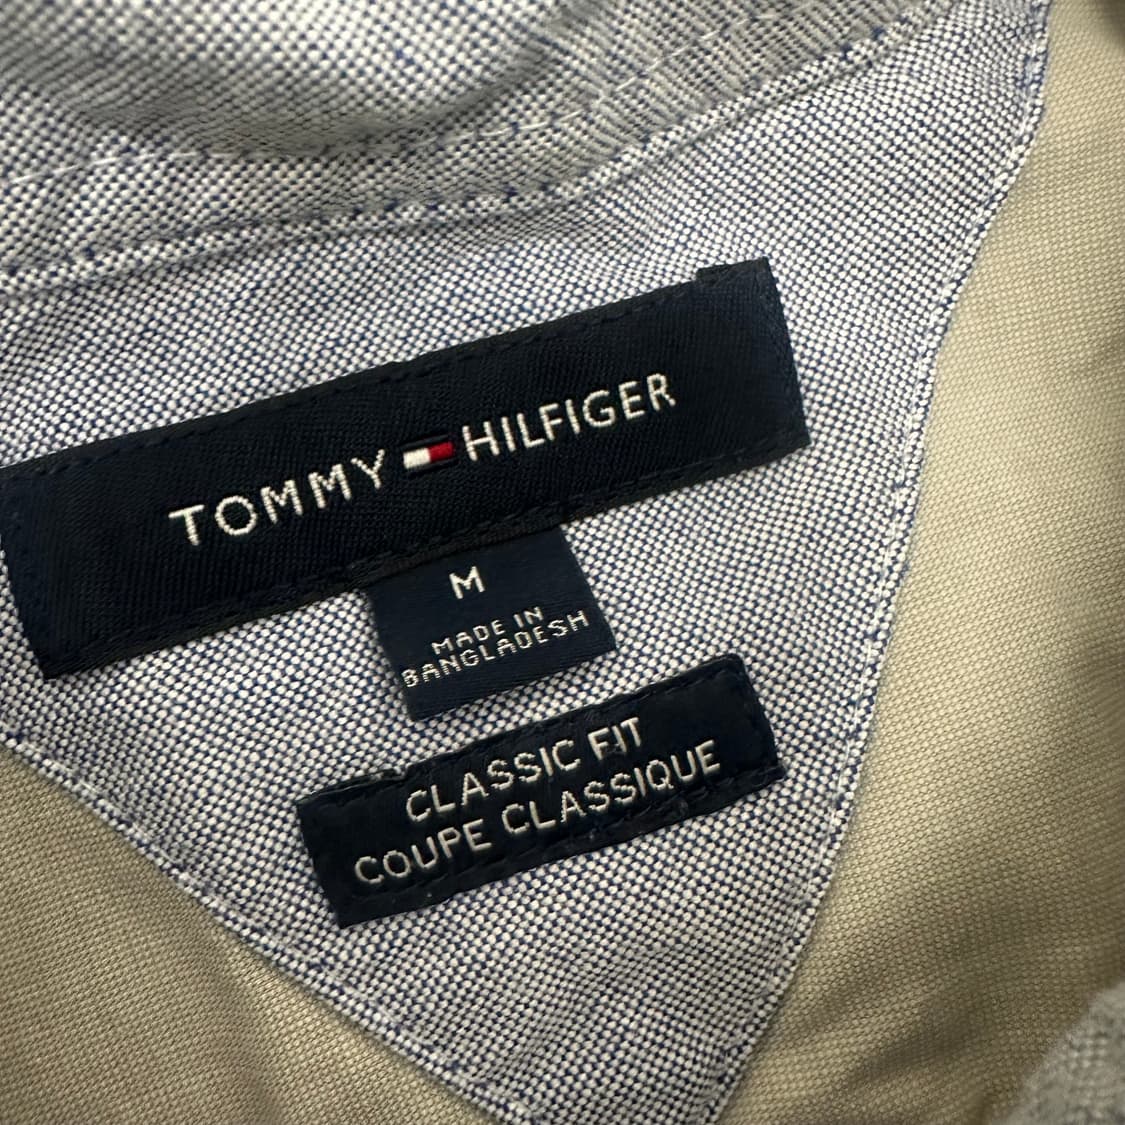 TOMMY HILFIGER
M
MADE IN
BANGLADESH
CLASSIC FIT
COUPE CLASSIQUE